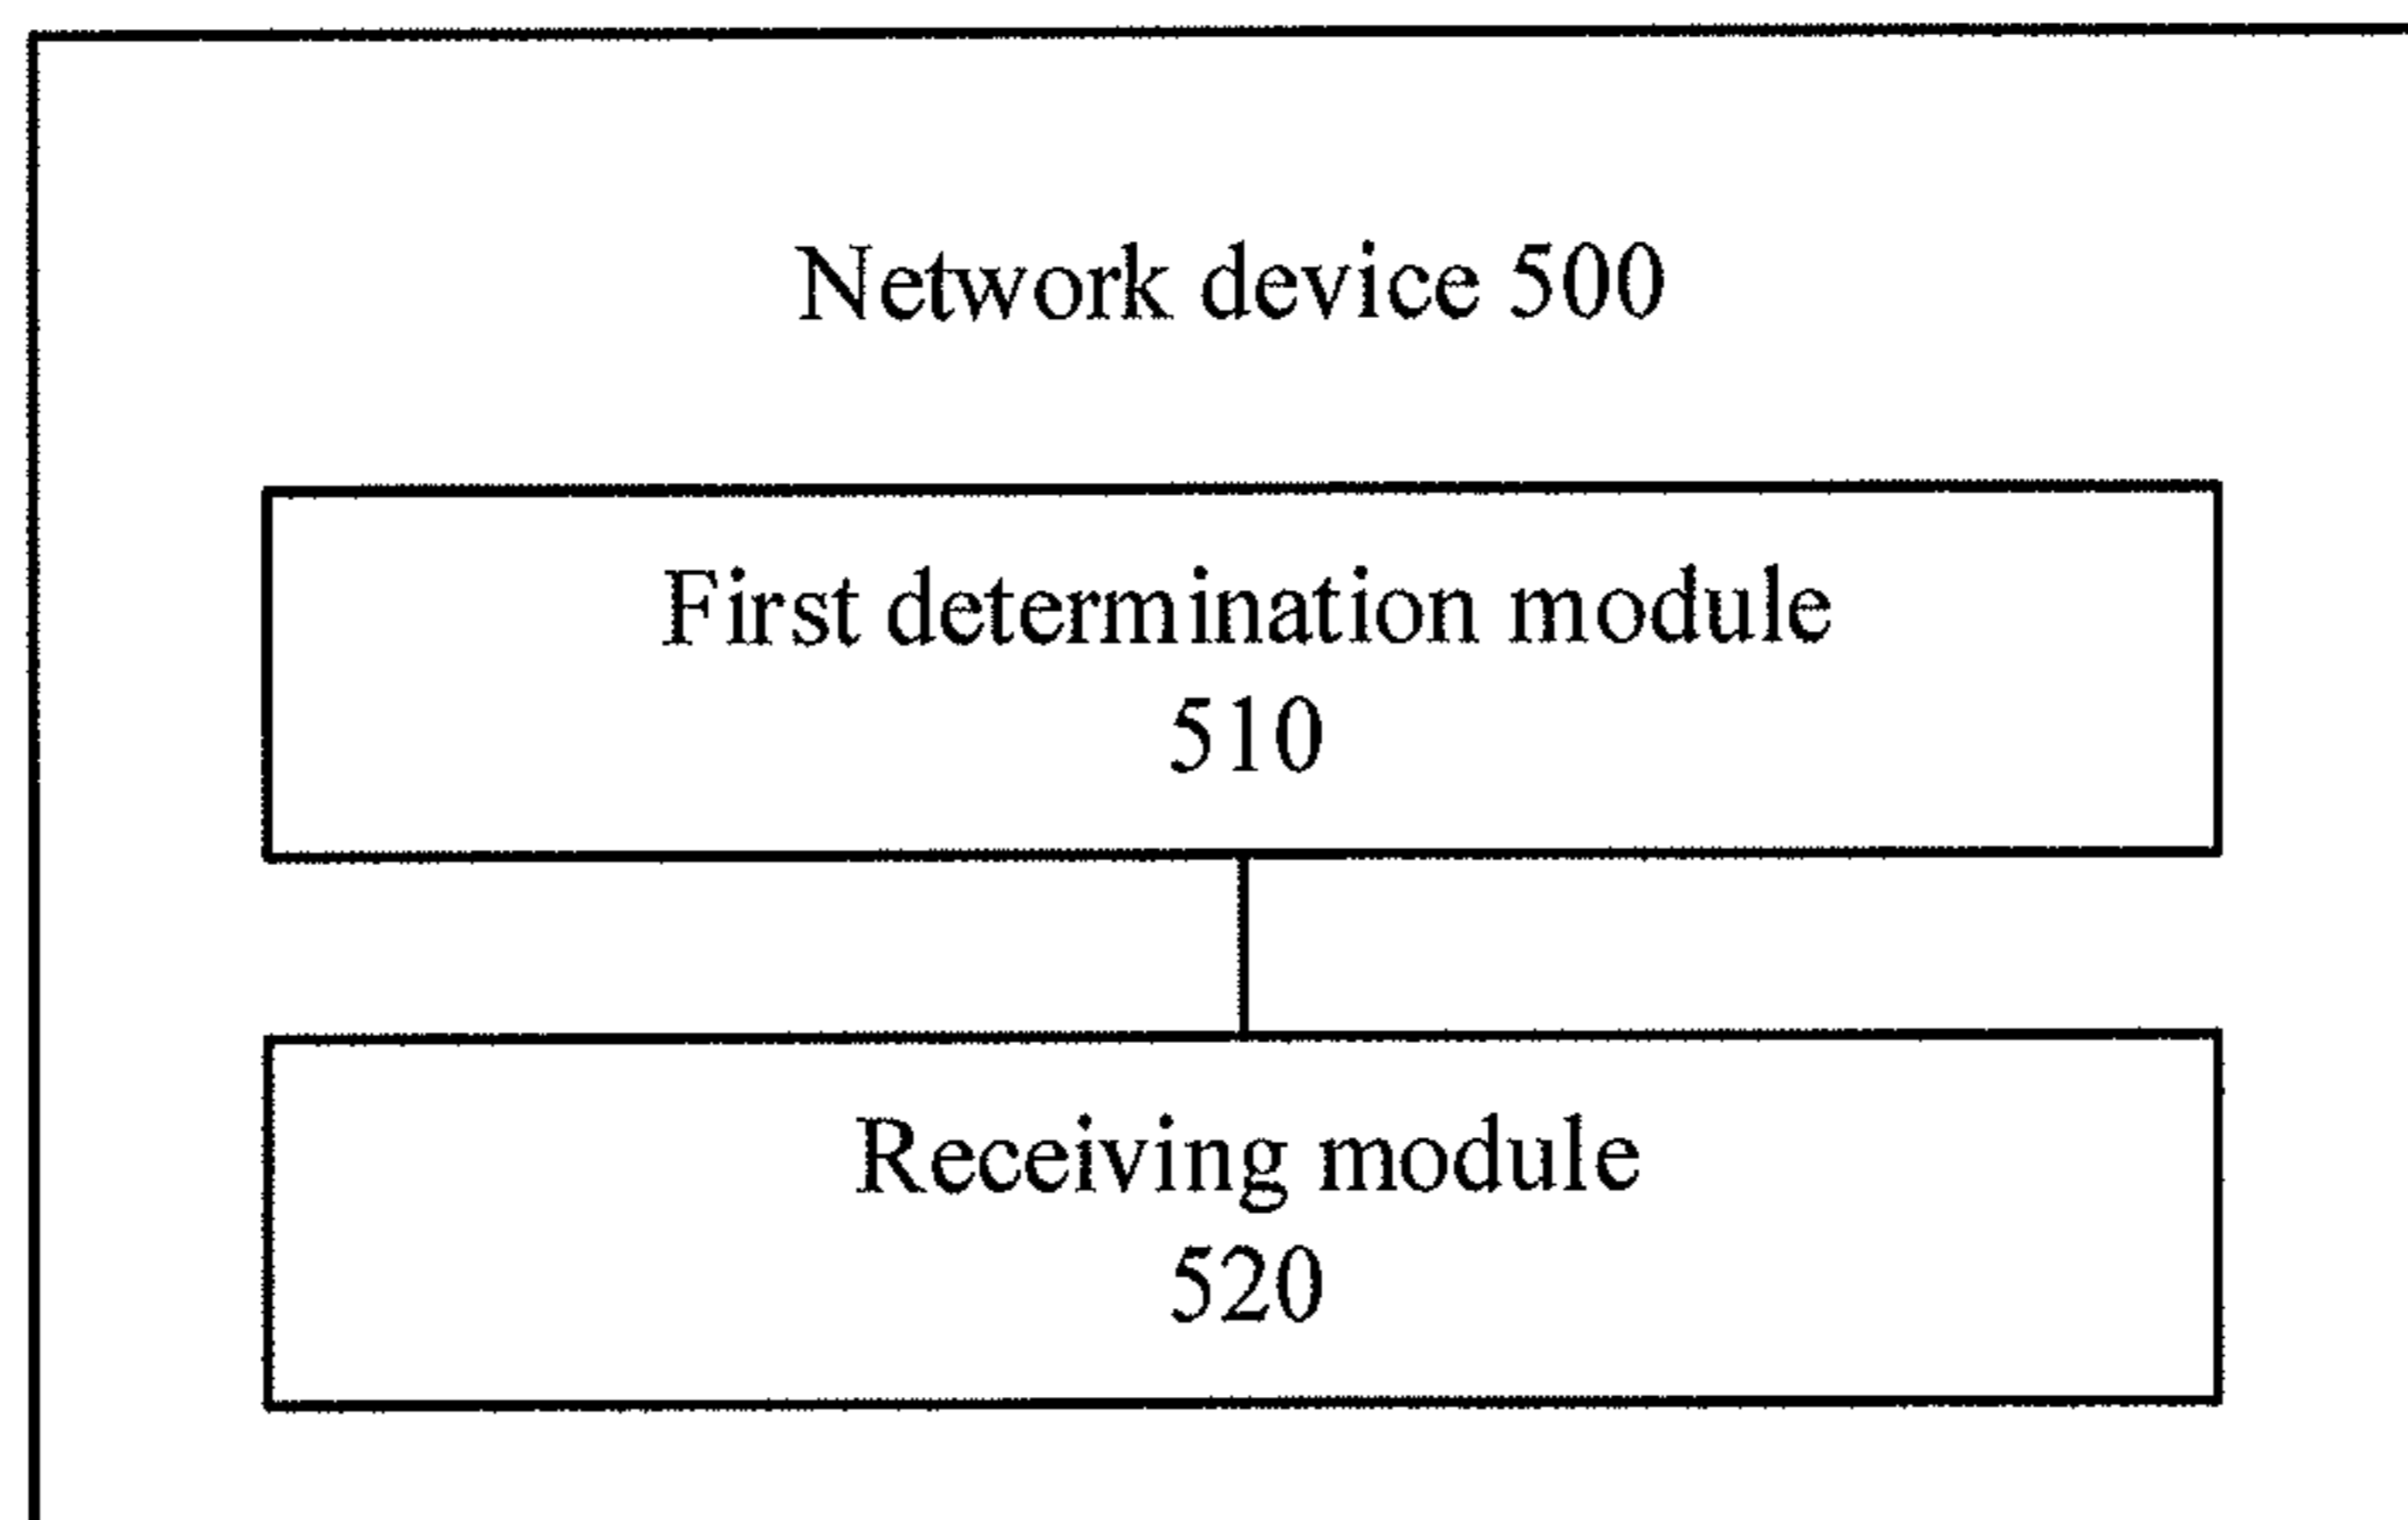 Network device 500
First determination module
510
Receiving module
520